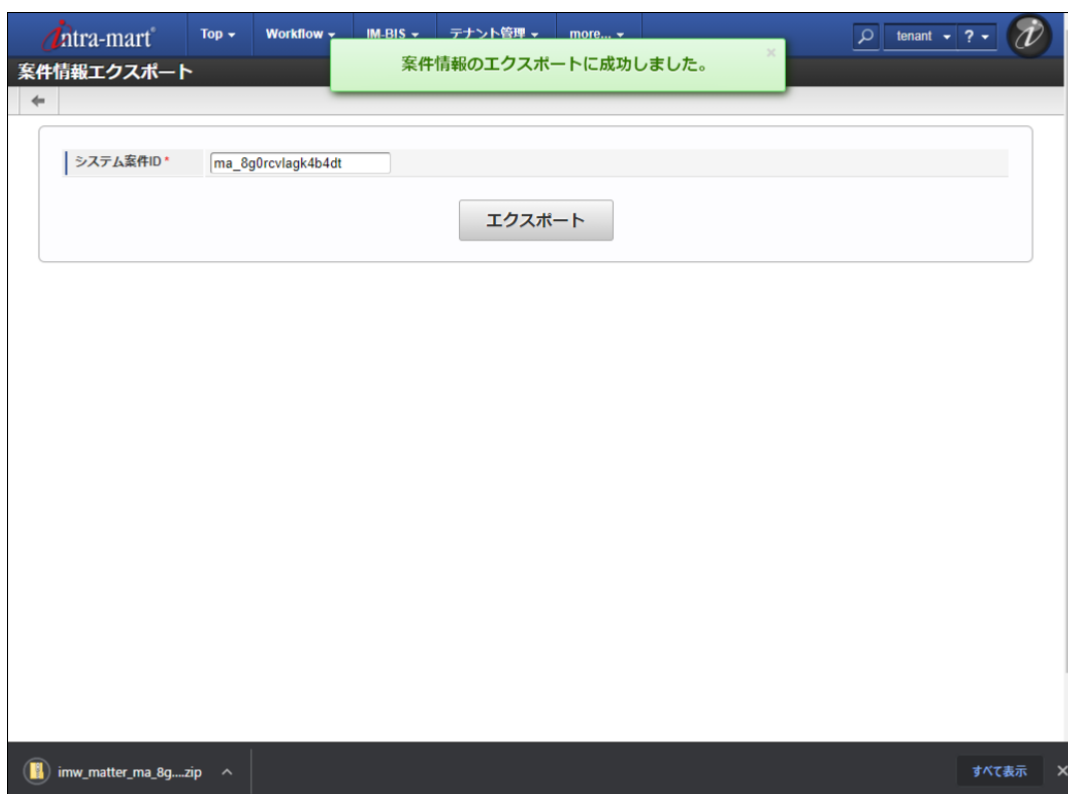 intra-mart® Top Workflow IM-BIS テナント管理 more... tenant ?
案件情報のエクスポートに成功しました。 ×
案件情報エクスポート
システム案件ID* ma_8g0rcvlagk4b4dt
エクスポート
imw_matter_ma_8g....zip すべて表示